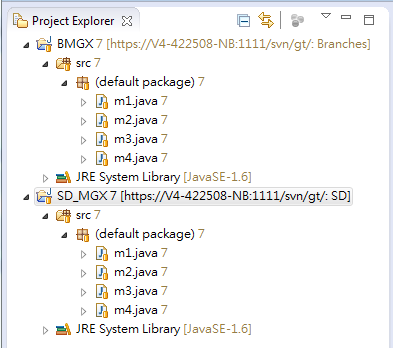 Project Explorer
BMGX 7 [https://V4-422508-NB:1111/svn/gt/: Branches]
src 7
(default package) 7
m1.java 7
m2.java 7
m3.java 7
m4.java 7
JRE System Library [JavaSE-1.6]
SD_MGX 7 [https://V4-422508-NB:1111/svn/gt/: SD]
src 7
(default package) 7
m1.java 7
m2.java 7
m3.java 7
m4.java 7
JRE System Library [JavaSE-1.6]